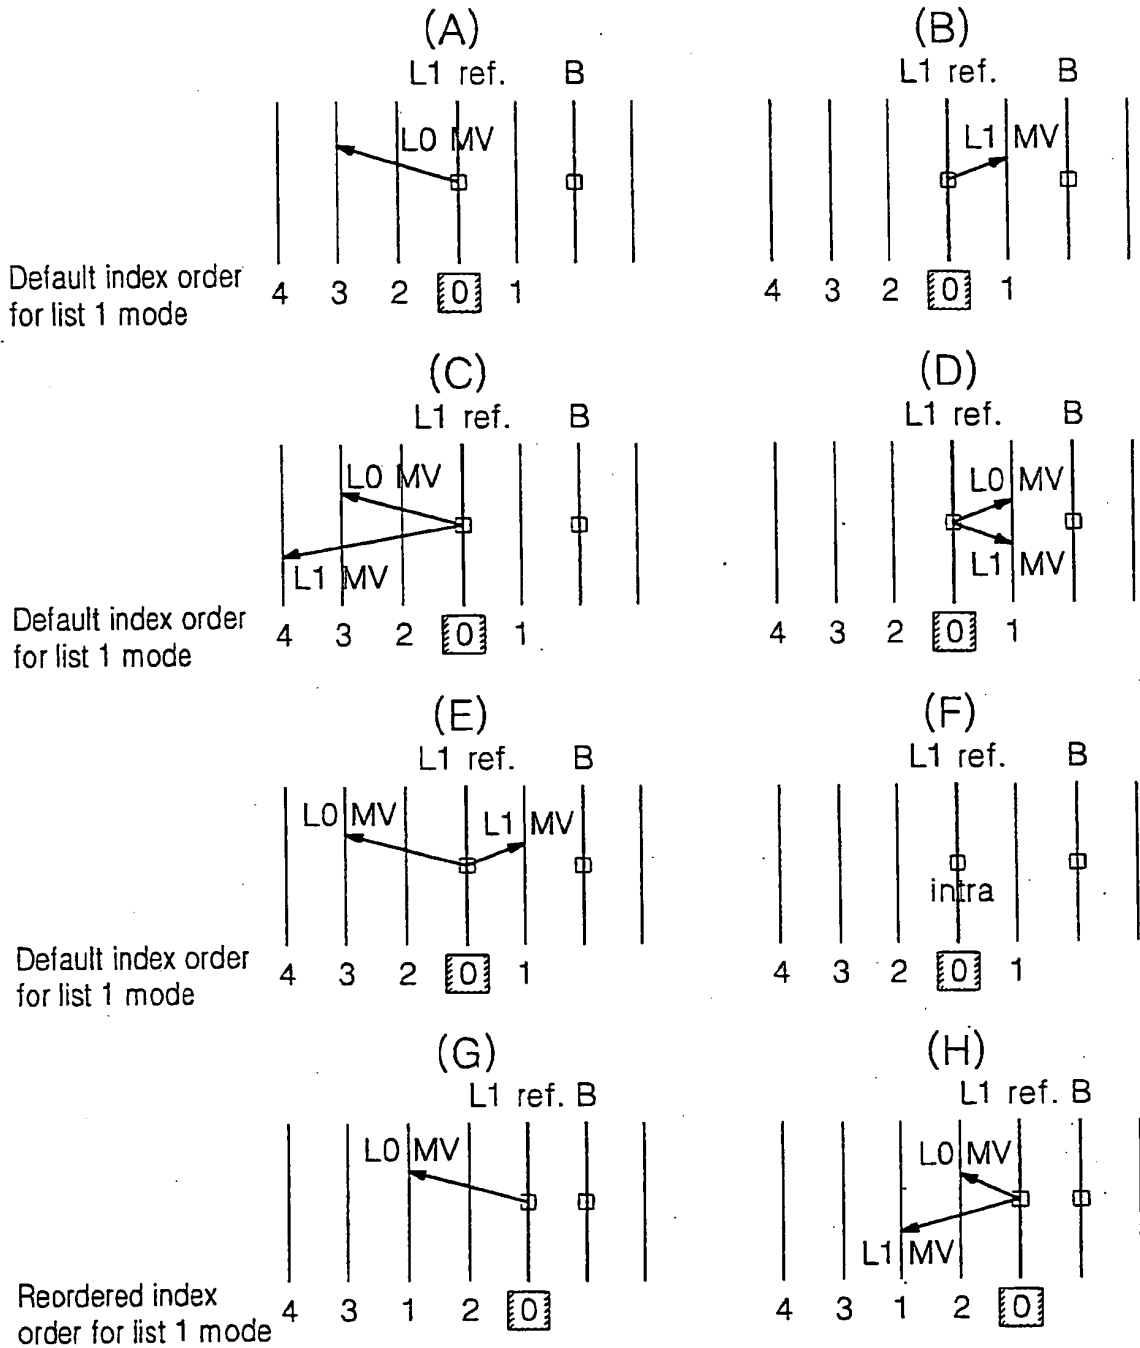 (A) (B)
L1 ref. B L1 ref. B
L0 MV L1 MV
Default index order
for list 1 mode
4 3 2 0 1 4 3 2 0 1
(C) (D)
L1 ref. B L1 ref. B
L0 MV L0 MV
L1 MV L1 MV
Default index order
for list 1 mode
4 3 2 0 1 4 3 2 0 1
(E) (F)
L1 ref. B L1 ref. B
L0 MV L1 MV
intra
Default index order
for list 1 mode
4 3 2 0 1 4 3 2 0 1
(G) (H)
L1 ref. B L1 ref. B
L0 MV L0 MV
L1 MV
Reordered index
order for list 1 mode
4 3 1 2 0 4 3 1 2 0